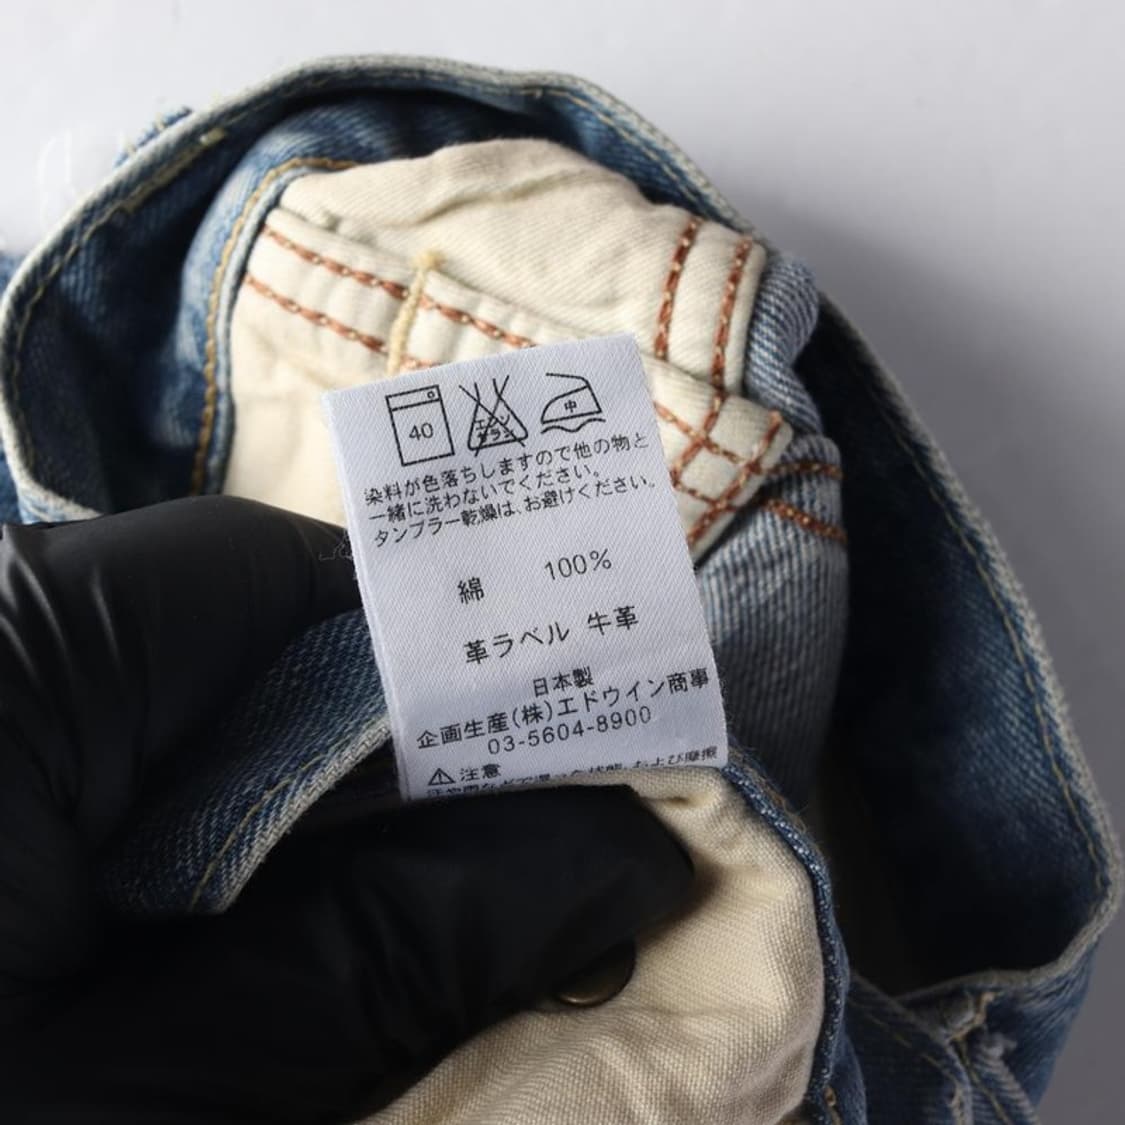 40
エンソ
サラシ
中
染料が色落ちしますので他の物と
一緒に洗わないでください。
タンブラー乾燥は、お避けください。
綿 100%
革ラベル 牛革
日本製
企画生産(株)エドウイン商事
03-5604-8900
注意